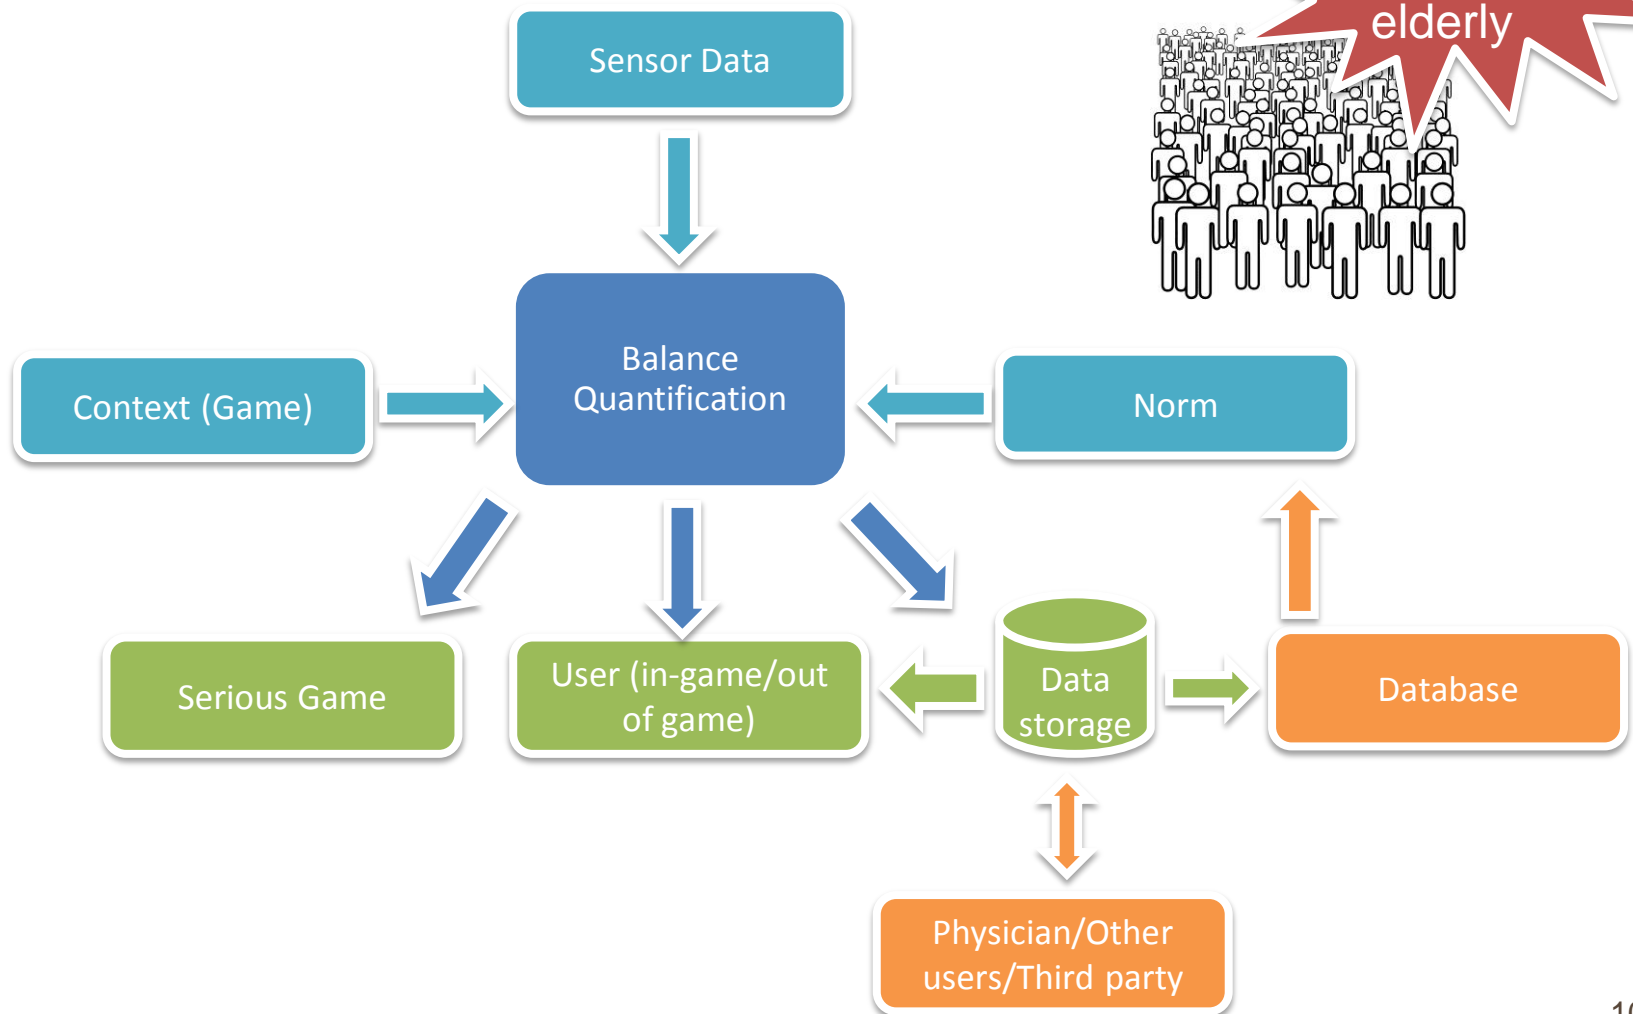 elderly
Sensor Data
Balance
Quantification
Context (Game)
Norm
Serious Game
User (in-game/out
of game)
Data
storage
Database
Physician/Other
users/Third party